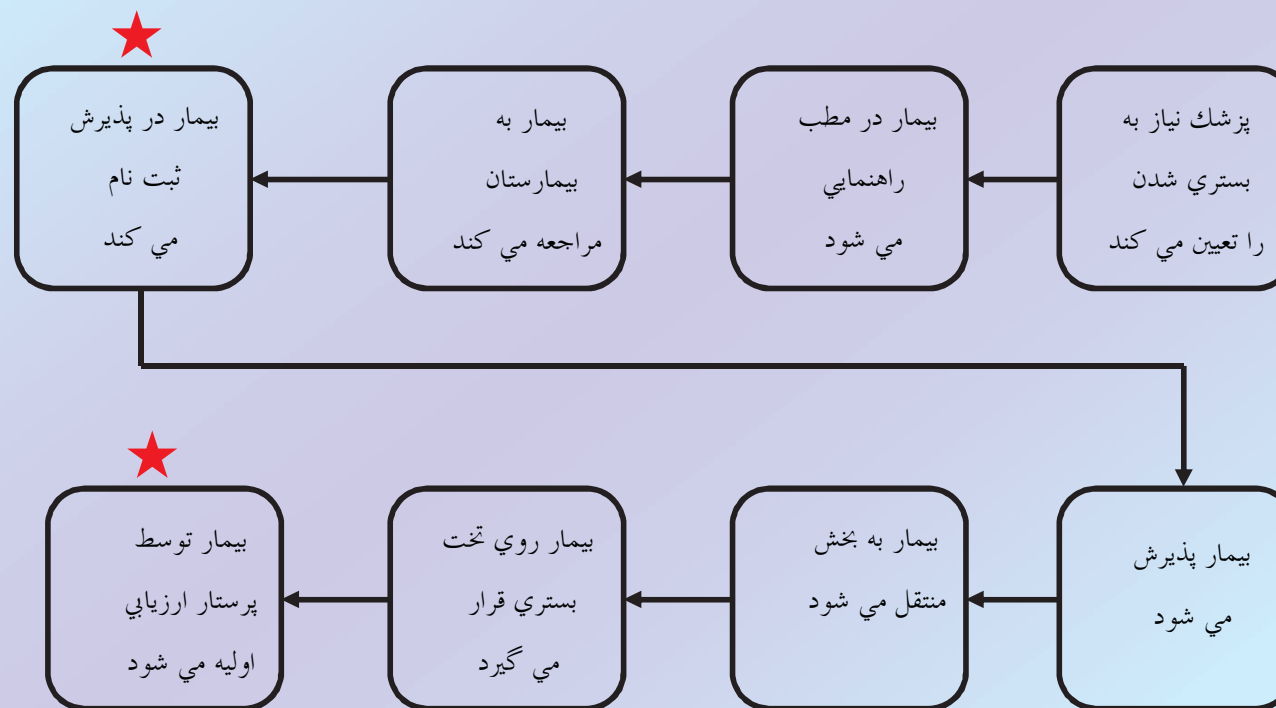 پزشك نياز به
بستري شدن
را تعيين مي كند
بيمار در مطب
راهنمايي
مي شود
بيمار به
بيمارستان
مراجعه مي كند
بيمار در پذيرش
ثبت نام
مي كند
بيمار پذيرش
مي شود
بيمار به بخش
منتقل مي شود
بيمار روي تخت
بستري قرار
مي گيرد
بيمار توسط
پرستار ارزيابي
اوليه مي شود